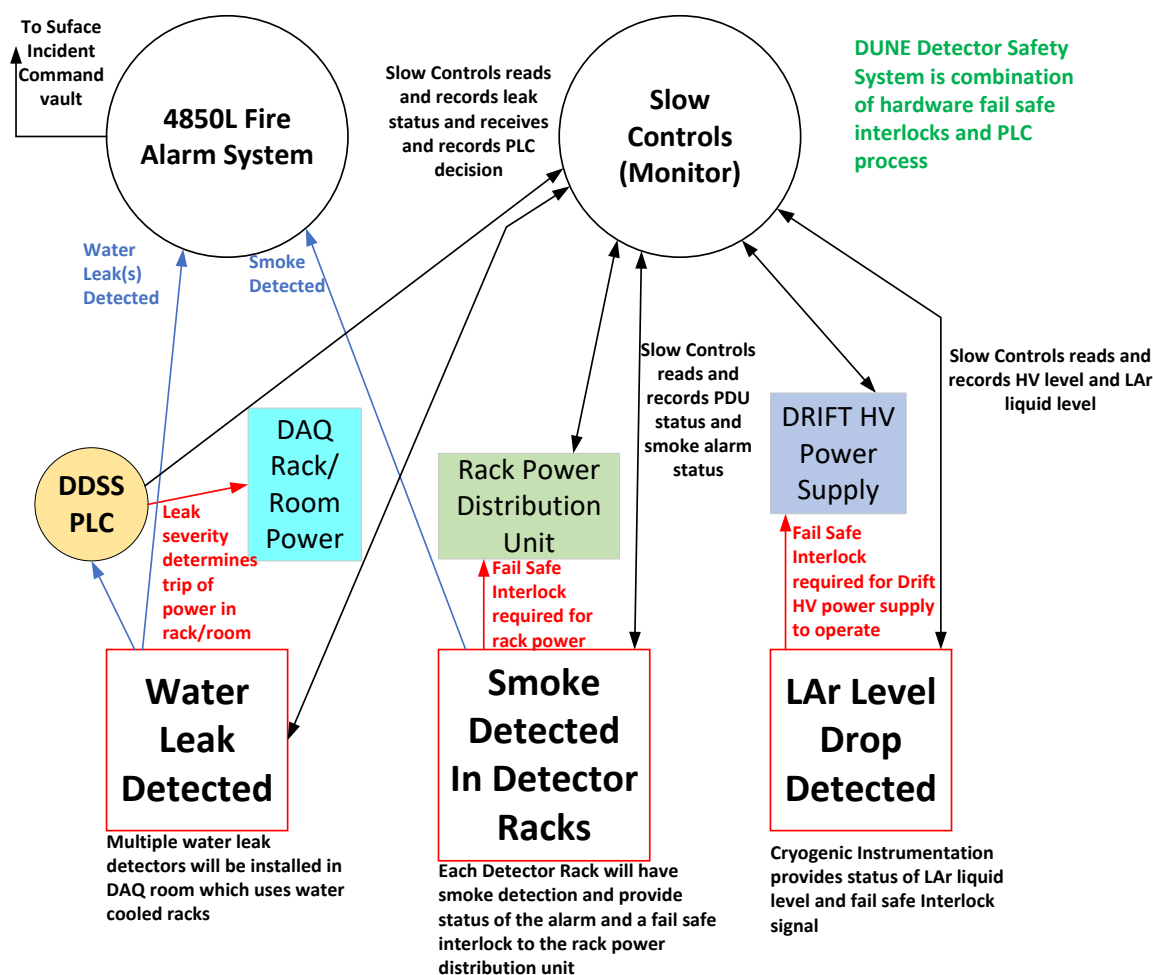 To Suface
Incident
Command
vault
4850L Fire
Alarm System
Slow Controls reads
and records leak
status and receives
and records PLC
decision
Slow
Controls
(Monitor)
DUNE Detector Safety
System is combination
of hardware fail safe
interlocks and PLC
process
Water
Leak(s)
Detected
Smoke
Detected
Slow Controls
reads and
records PDU
status and
smoke alarm
status
Slow Controls reads and
records HV level and LAr
liquid level
DDSS
PLC
DAQ
Rack/
Room
Power
Rack Power
Distribution
Unit
DRIFT HV
Power
Supply
Leak
severity
determines
trip of
power in
rack/room
Fail Safe
Interlock
required for
rack power
Fail Safe
Interlock
required for Drift
HV power supply
to operate
Water
Leak
Detected
Smoke
Detected
In Detector
Racks
LAr Level
Drop
Detected
Multiple water leak
detectors will be installed in
DAQ room which uses water
cooled racks
Each Detector Rack will have
smoke detection and provide
status of the alarm and a fail safe
interlock to the rack power
distribution unit
Cryogenic Instrumentation
provides status of LAr liquid
level and fail safe Interlock
signal